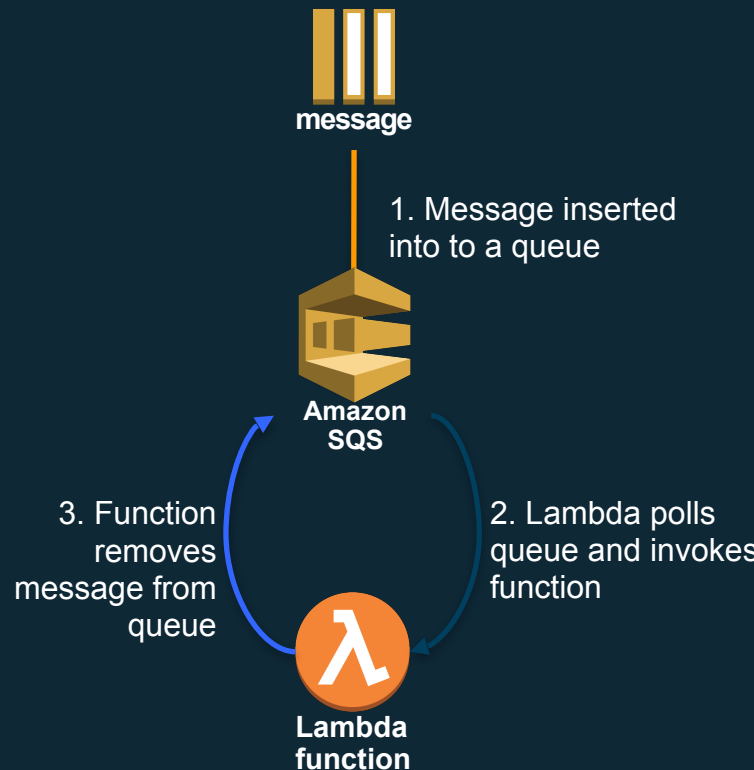 message
1. Message inserted
into to a queue
Amazon
SQS
3. Function
removes
message from
queue
2. Lambda polls
queue and invokes
function
λ
Lambda
function